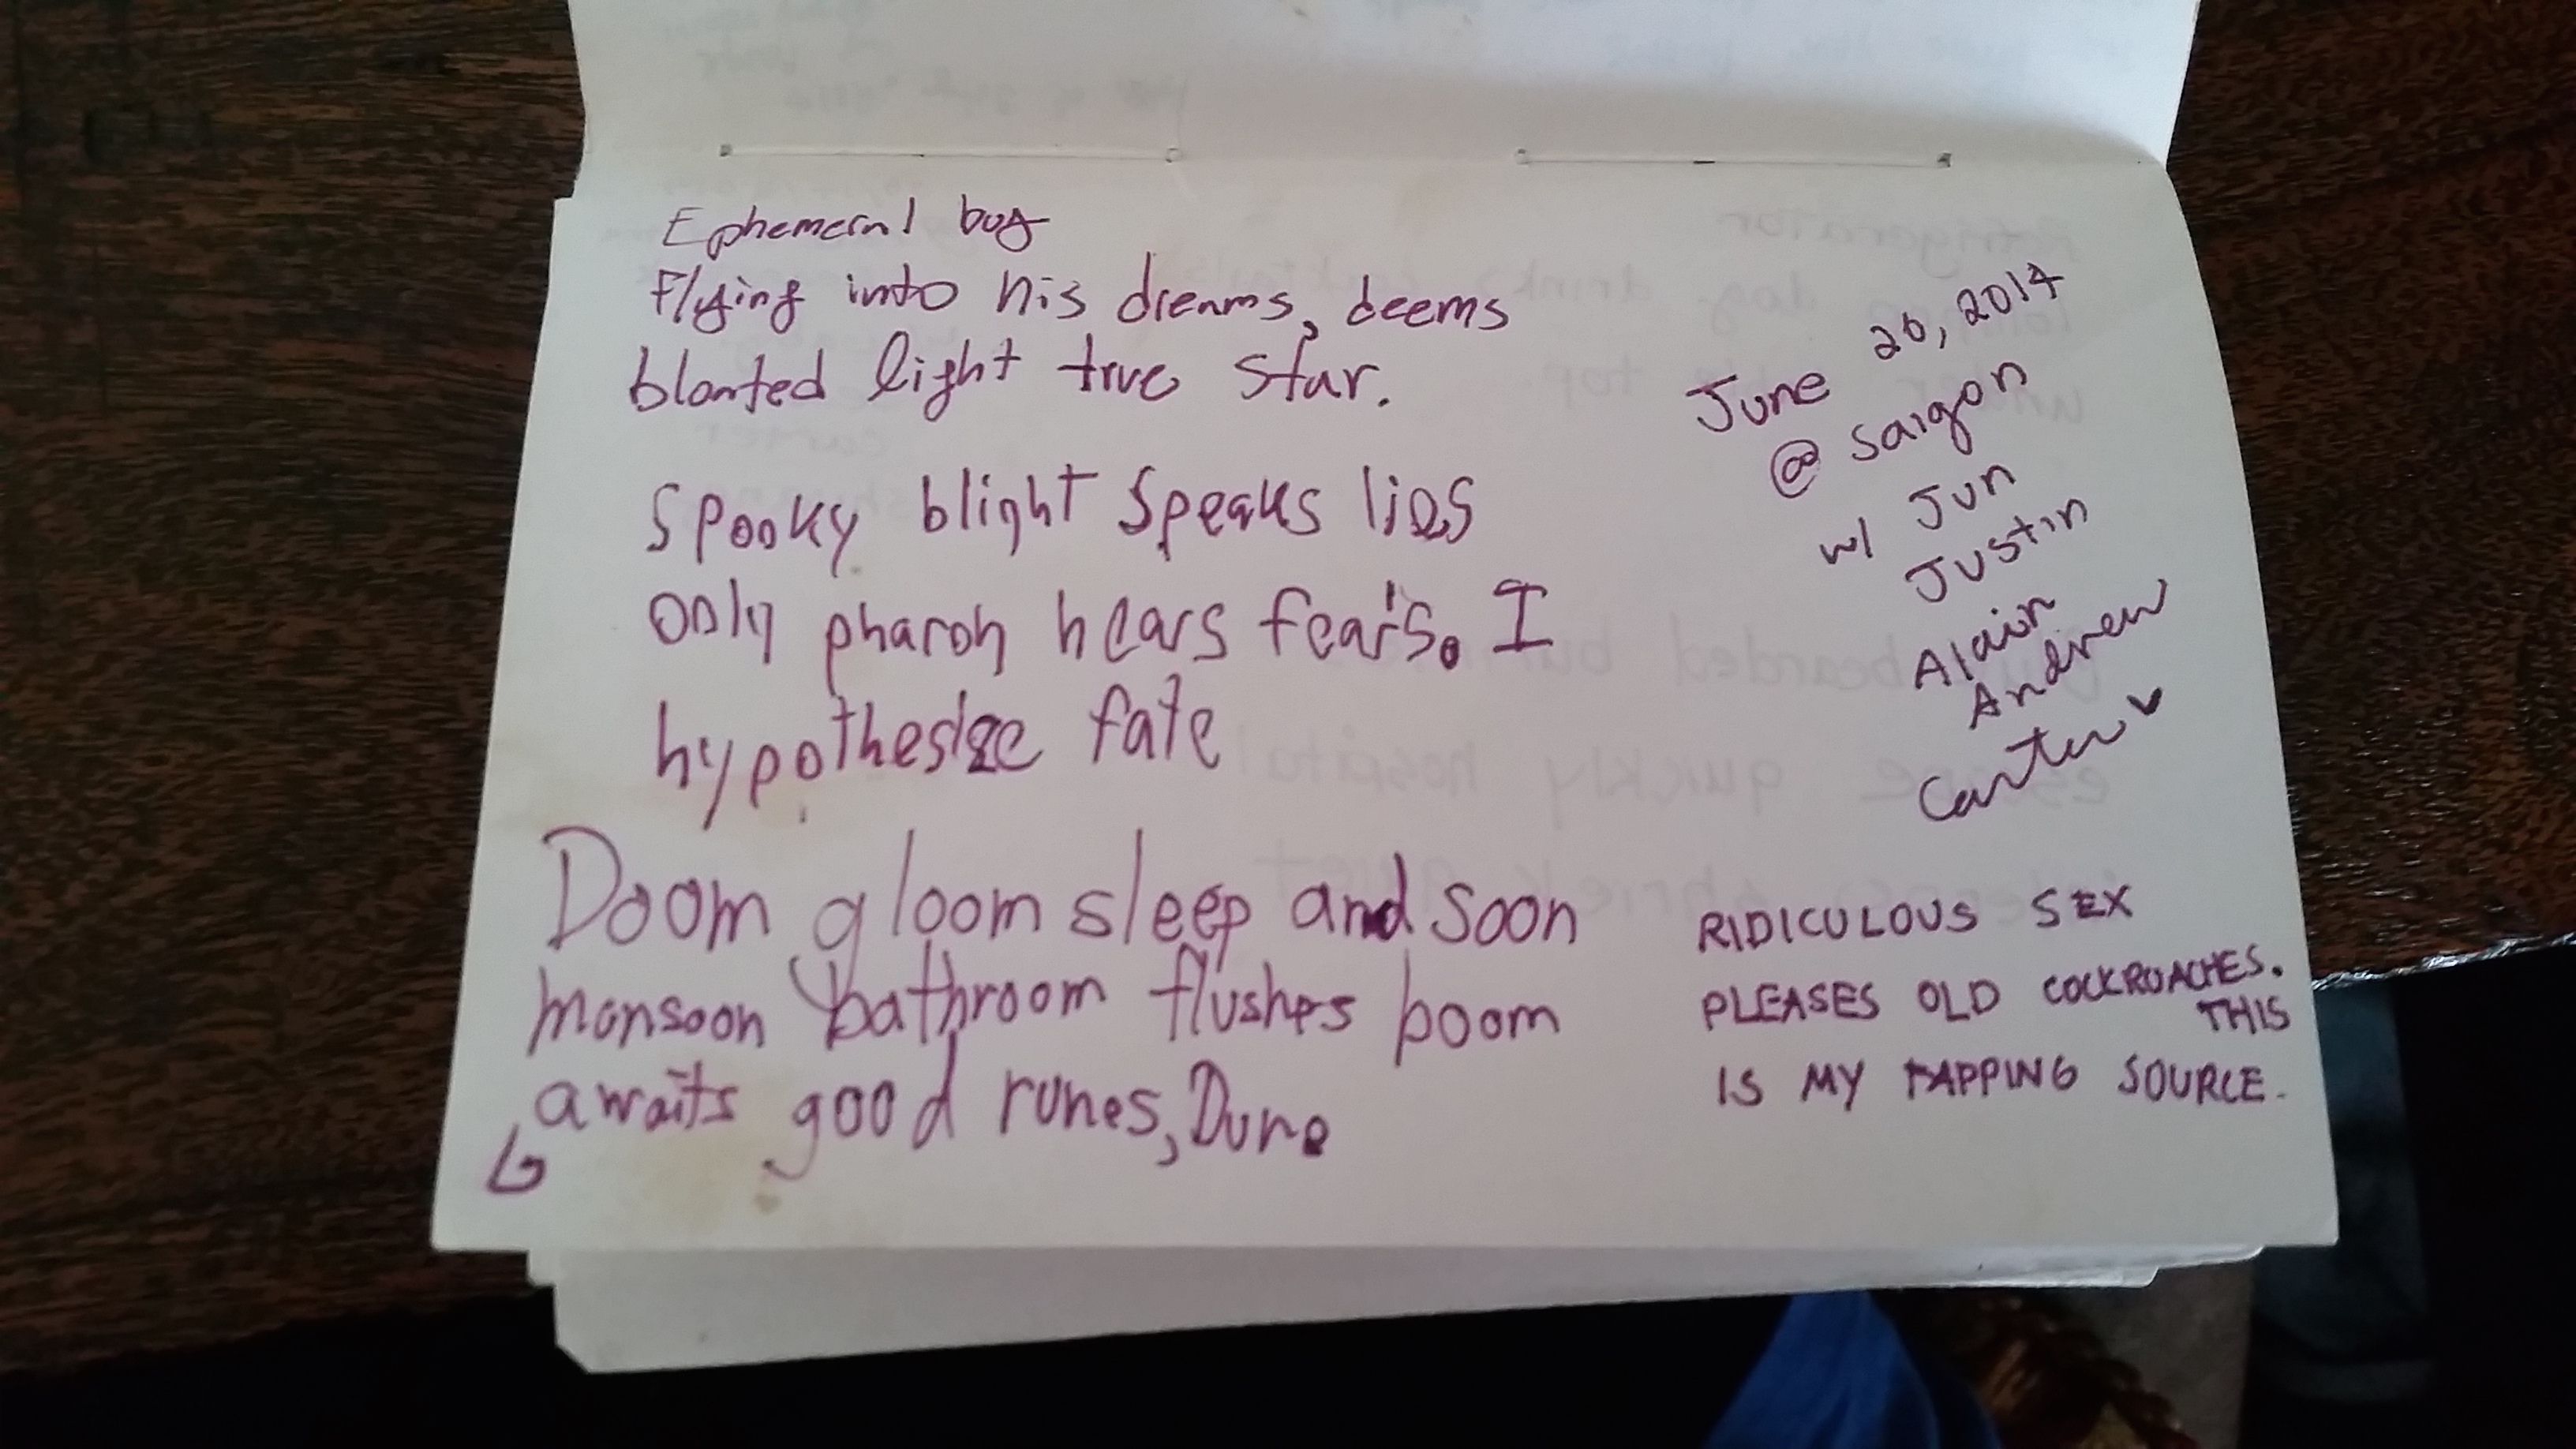 Ephemeral bug
Flying into his dreams, deems
bloated light true star.
Spooky blight speaks lies
only pharoh hears fears. I
hypothesize fate
Doom gloom sleep and soon
monsoon bathroom flushes boom
awaits good runes, Dune
June 20, 2014
@ Saigon
w/ Jun
Justin
Alain
Andrew
Carter
RIDICULOUS SEX
PLEASES OLD COCKROACHES.
THIS
IS MY TAPPING SOURCE.